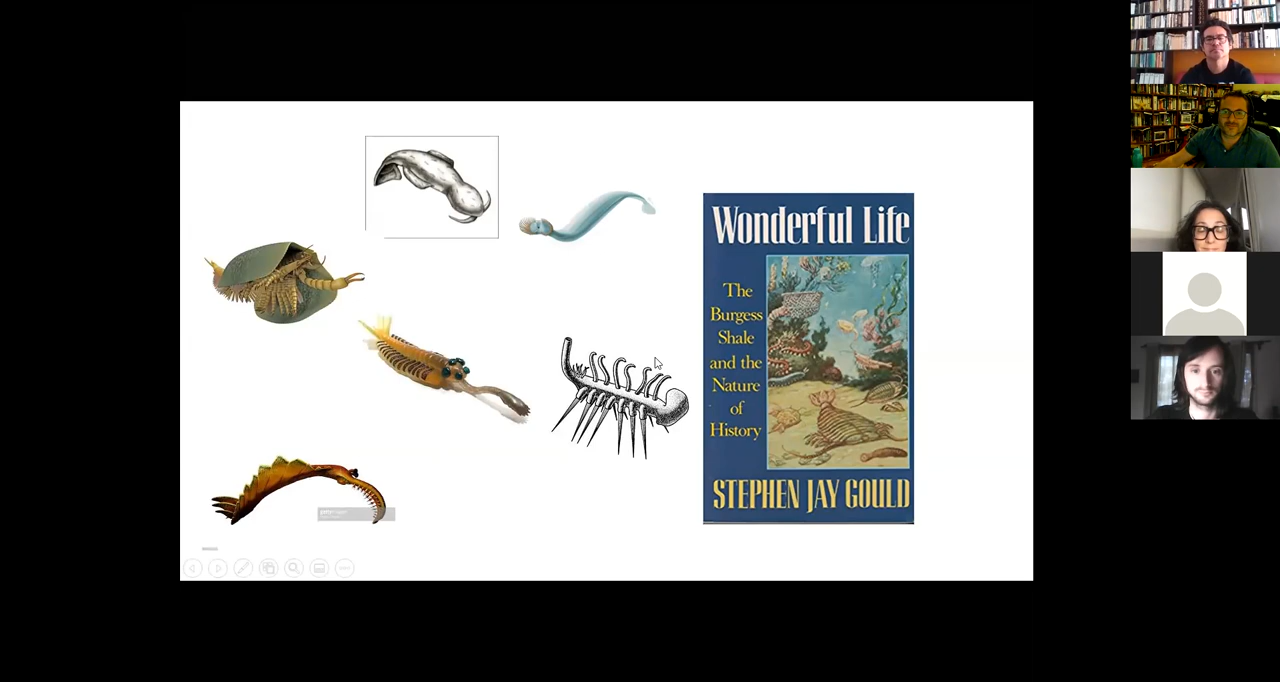 Wonderful Life
The
Burgess
Shale
and the
Nature
of
History
STEPHEN JAY GOULD